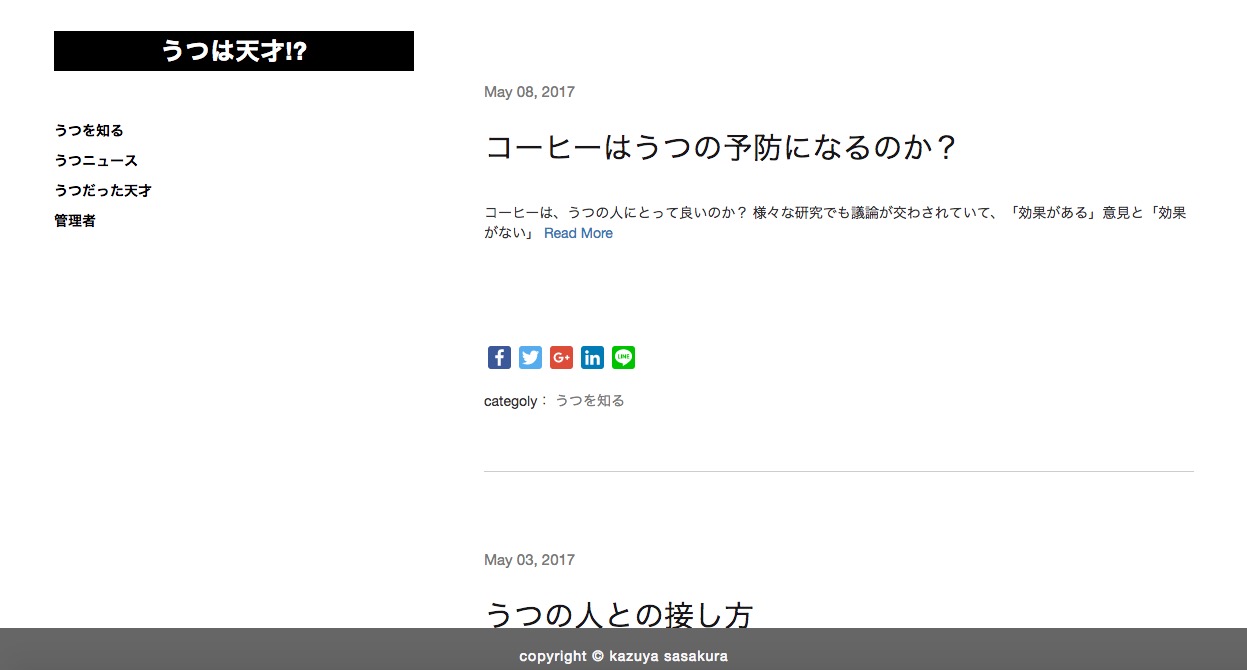 うつは天才!?
うつを知る
うつニュース
うつだった天才
管理者
May 08, 2017
コーヒーはうつの予防になるのか？
コーヒーは、うつの人にとって良いのか？ 様々な研究でも議論が交わされていて、「効果がある」意見と「効果
がない」 Read More
f G+ in LINE
categoly： うつを知る
May 03, 2017
うつの人との接し方
copyright © kazuya sasakura